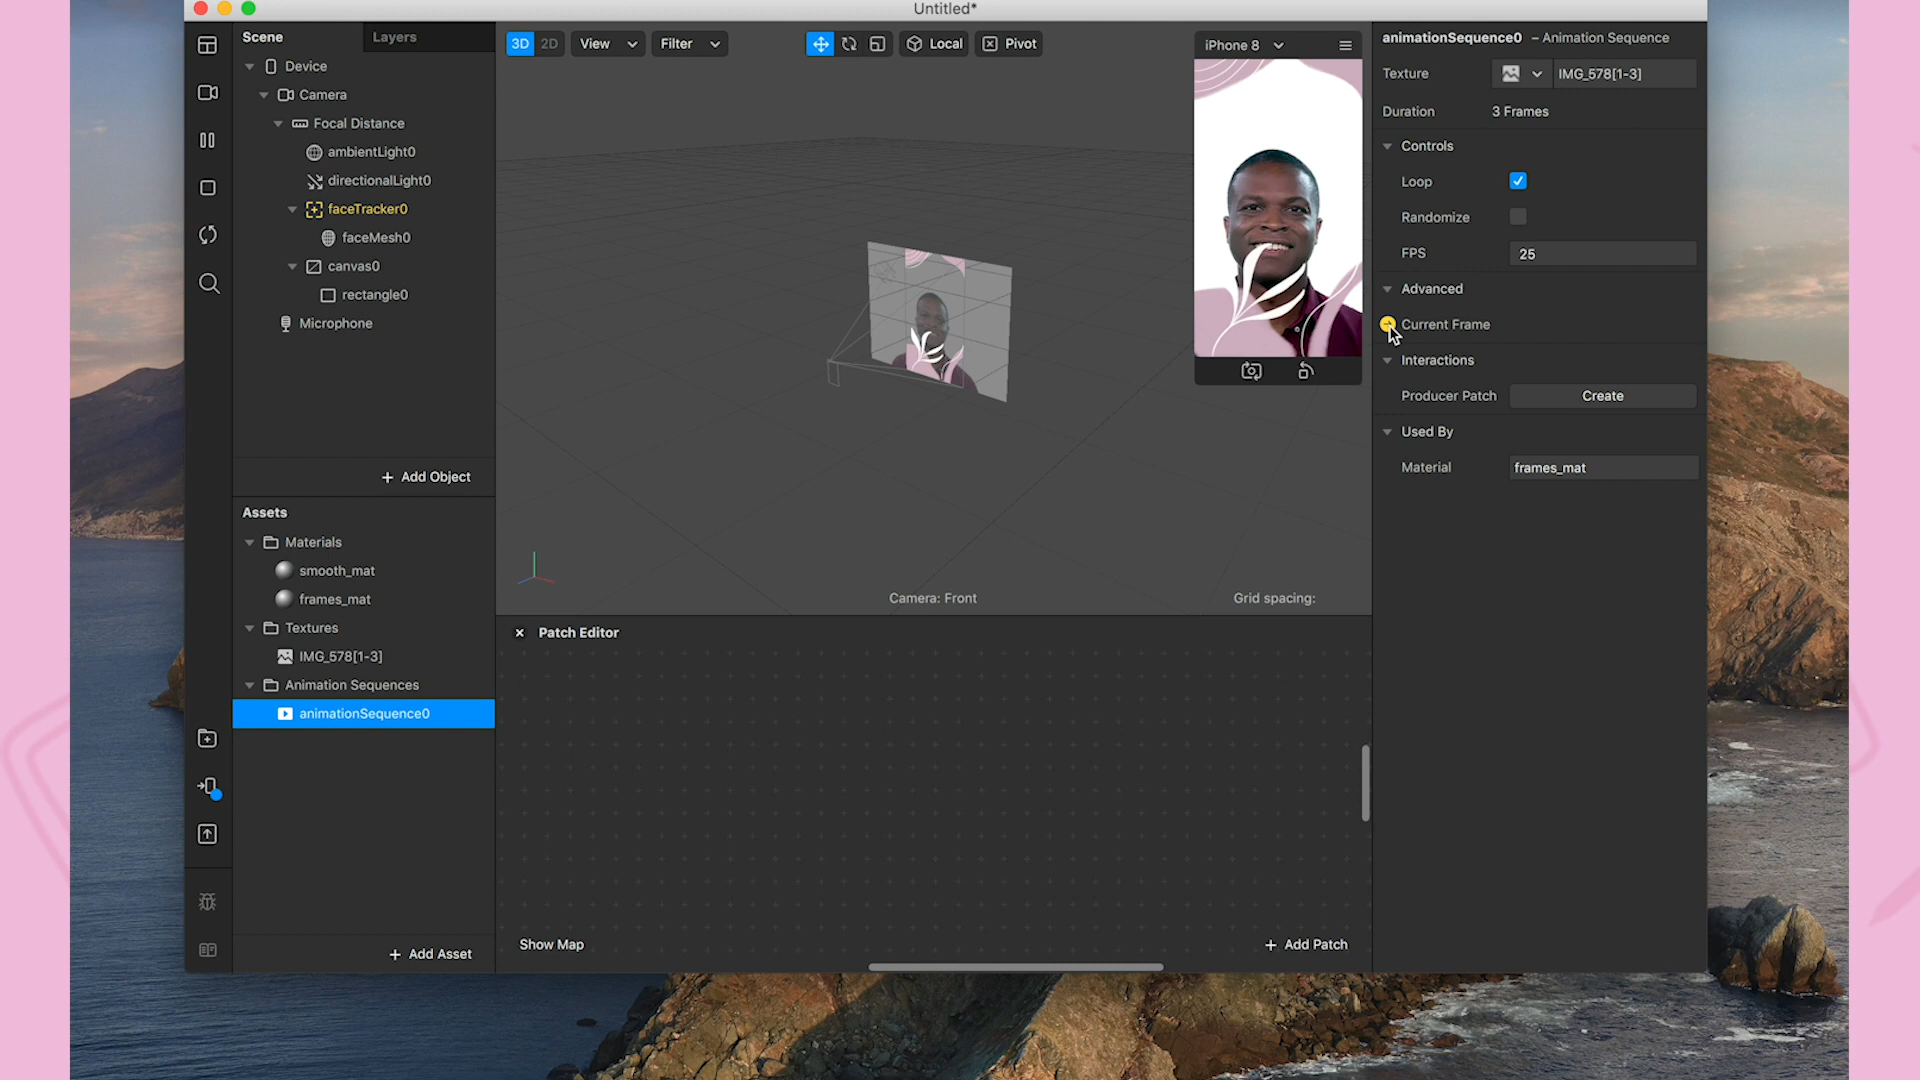 Untitled*
Scene
Layers
Device
Camera
Focal Distance
ambientLight0
directionalLight0
faceTracker0
faceMesh0
canvas0
rectangle0
Microphone
+ Add Object
Assets
Materials
smooth_mat
frames_mat
Textures
IMG_578[1-3]
Animation Sequences
animationSequence0
+ Add Asset
3D 2D View Filter Local Pivot
iPhone 8
Camera: Front
Grid spacing:
Patch Editor
Show Map
+ Add Patch
animationSequence0 – Animation Sequence
Texture IMG_578[1-3]
Duration 3 Frames
Controls
Loop
Randomize
FPS 25
Advanced
Current Frame
Interactions
Producer Patch Create
Used By
Material frames_mat